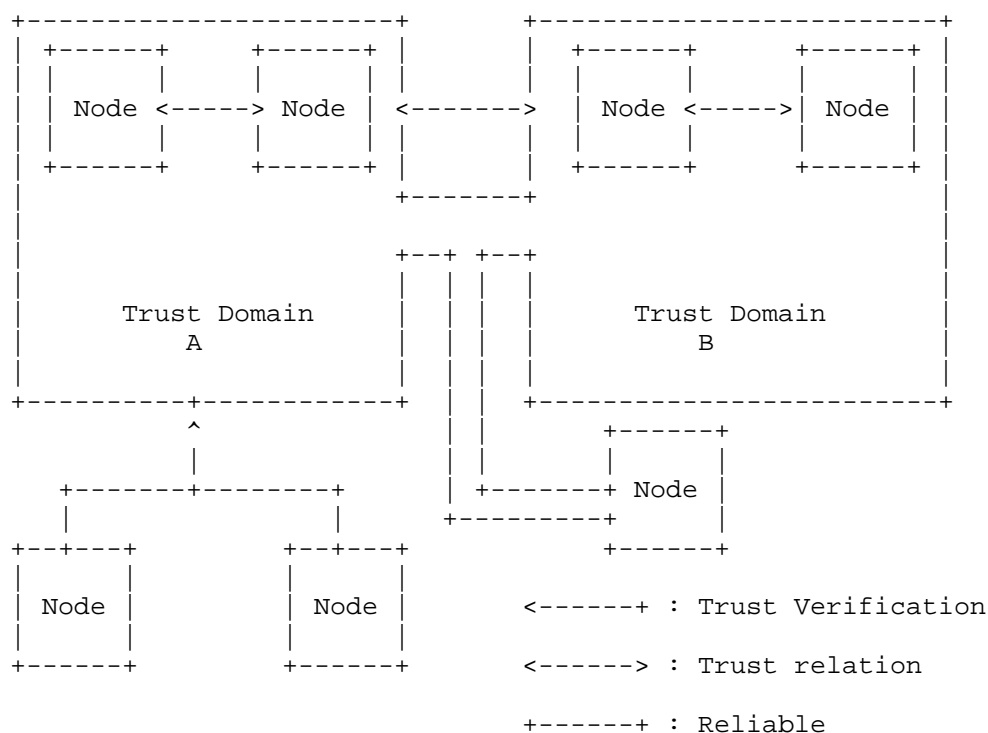 Node <-----> Node <-------> Node <-----> Node
Trust Domain Trust Domain
A B
^
Node
Node Node <------+ : Trust Verification
<------> : Trust relation
+------+ : Reliable